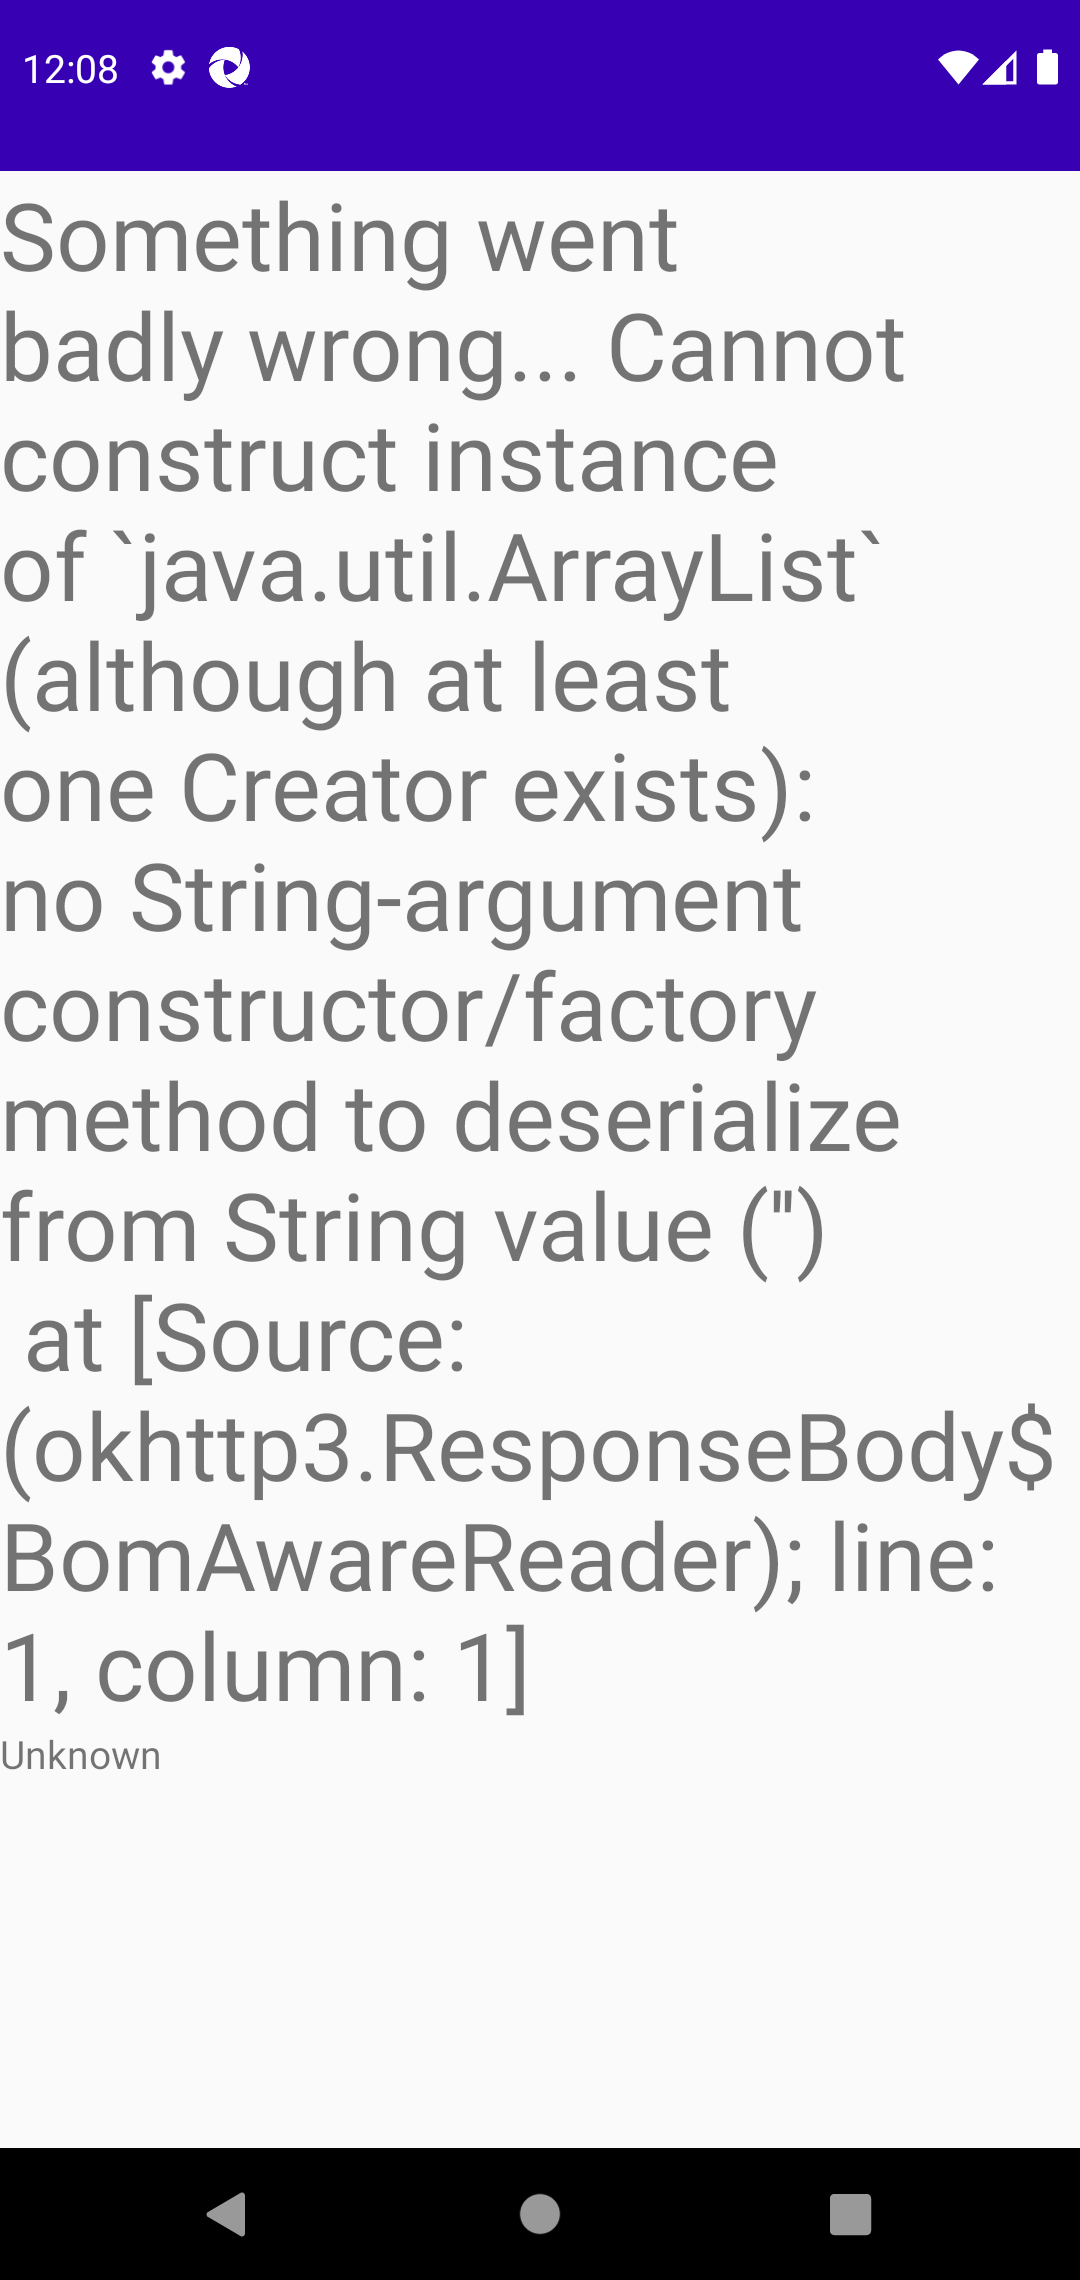 12:08
Something went
badly wrong... Cannot
construct instance
of `java.util.ArrayList`
(although at least
one Creator exists):
no String-argument
constructor/factory
method to deserialize
from String value ('')
at [Source:
(okhttp3.ResponseBody$
BomAwareReader); line:
1, column: 1]
Unknown